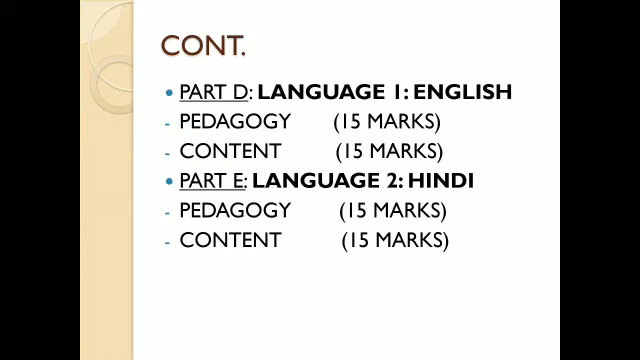 CONT.
• PART D: LANGUAGE 1: ENGLISH
- PEDAGOGY (15 MARKS)
- CONTENT (15 MARKS)
• PART E: LANGUAGE 2: HINDI
- PEDAGOGY (15 MARKS)
- CONTENT (15 MARKS)